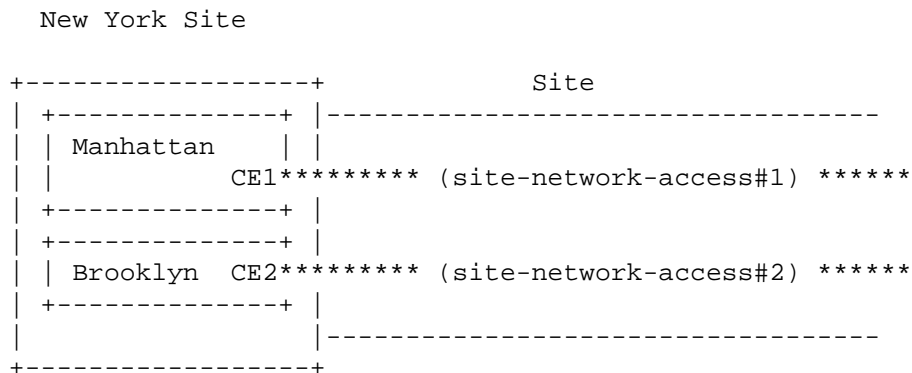 New York Site
+------------------+             Site
| +--------------+ |-----------------------------------
| | Manhattan    | |
| |           CE1********* (site-network-access#1) ******
| +--------------+ |
| +--------------+ |
| | Brooklyn  CE2********* (site-network-access#2) ******
| +--------------+ |
|                  |-----------------------------------
+------------------+